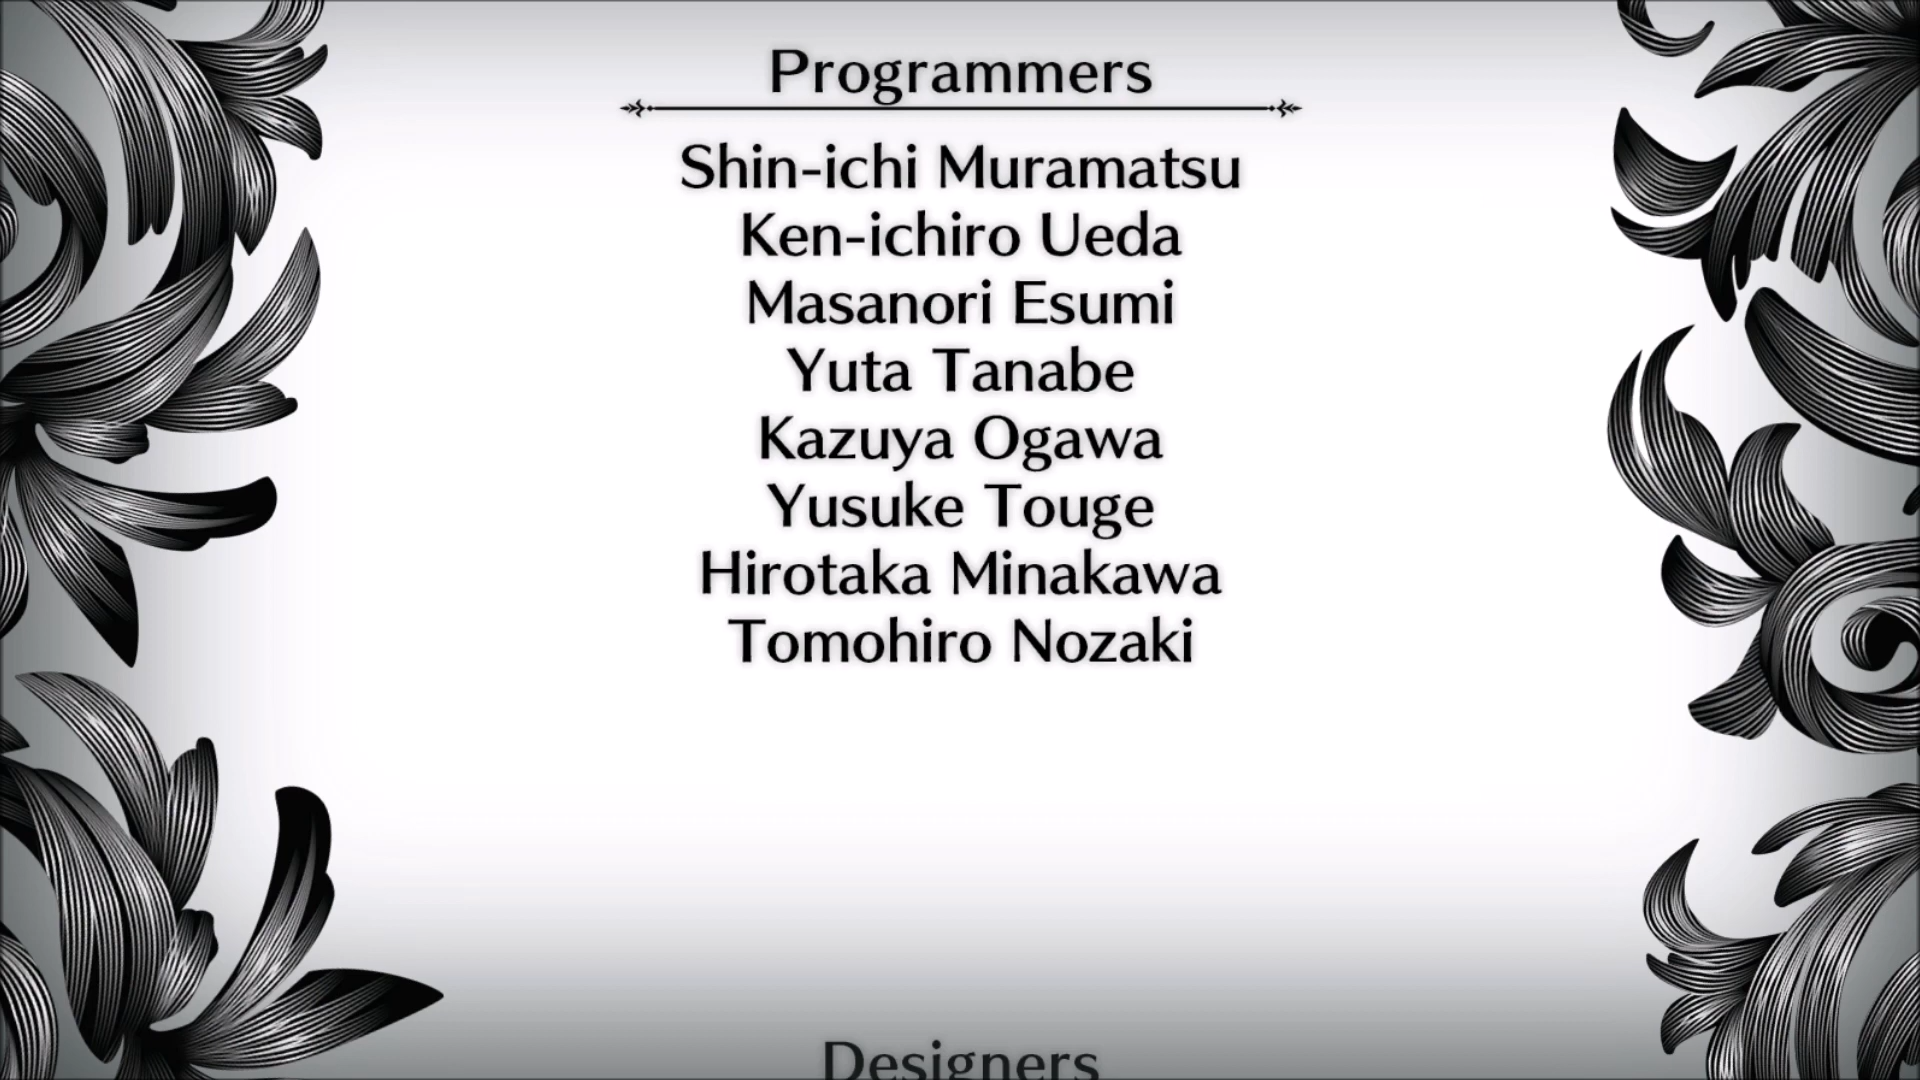 Programmers
Shin-ichi Muramatsu
Ken-ichiro Ueda
Masanori Esumi
Yuta Tanabe
Kazuya Ogawa
Yusuke Touge
Hirotaka Minakawa
Tomohiro Nozaki
Designers